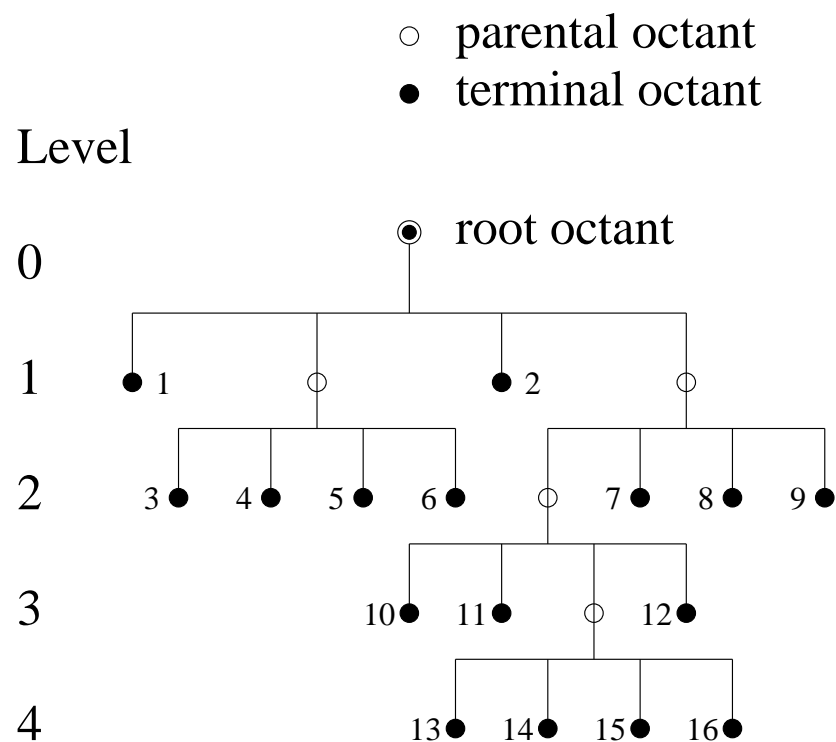 parental octant
terminal octant
Level
root octant
0
1 1 2
2 3 4 5 6 7 8 9
3 10 11 12
4 13 14 15 16